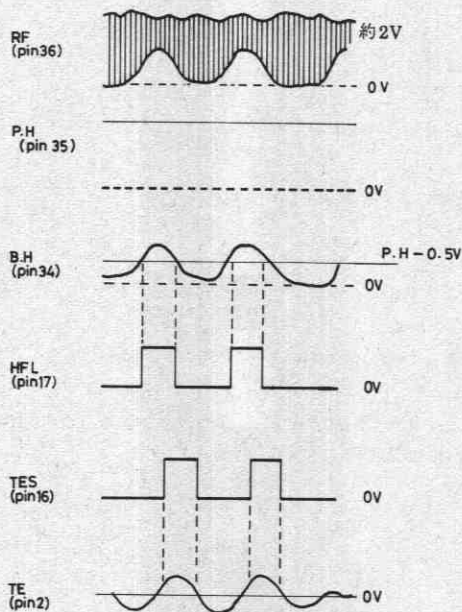 RF
(pin36)
約2V
0V
P.H
(pin 35)
0V
B.H
(pin34)
P.H-0.5V
0V
HFL
(pin17)
0V
TES
(pin16)
0V
TE
(pin2)
0V